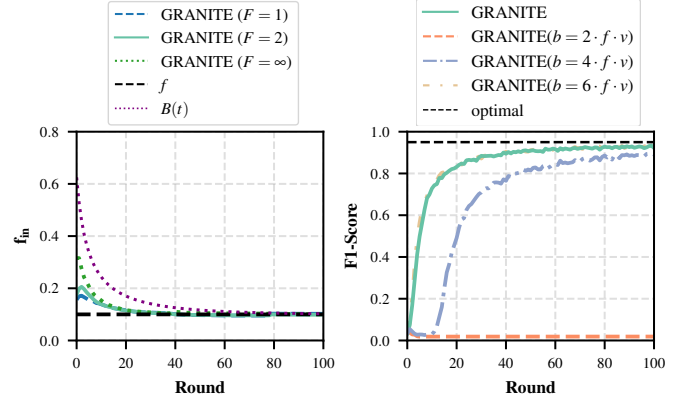 GRANITE (F = 1)
GRANITE (F = 2)
GRANITE (F = ∞)
f
B(t)
0.8
0.6
0.4
0.2
0.0
f_in
0
20
40
60
80
100
Round
GRANITE
GRANITE(b = 2 · f · v)
GRANITE(b = 4 · f · v)
GRANITE(b = 6 · f · v)
optimal
1.0
0.8
0.6
0.4
0.2
0.0
F1-Score
0
20
40
60
80
100
Round